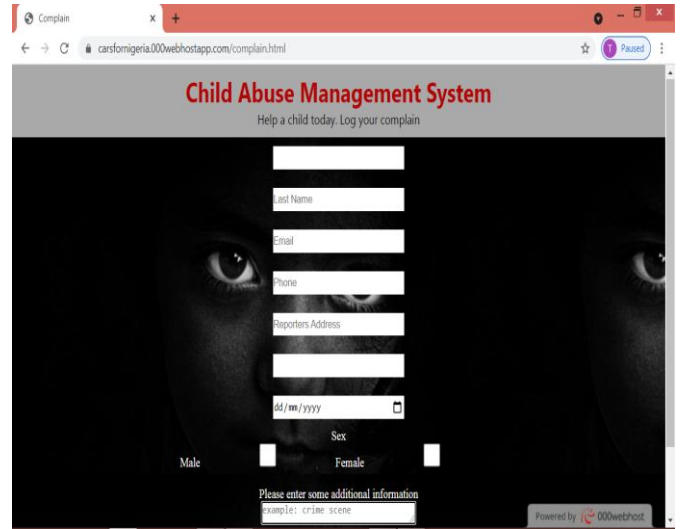 Complain
carsfornigeria.000webhostapp.com/complain.html
T Paused
Child Abuse Management System
Help a child today. Log your complain
Last Name
Email
Phone
Reporters Address
dd/mm/yyyy
Sex
Male Female
Please enter some additional information
example: crime scene
Powered by 000webhost